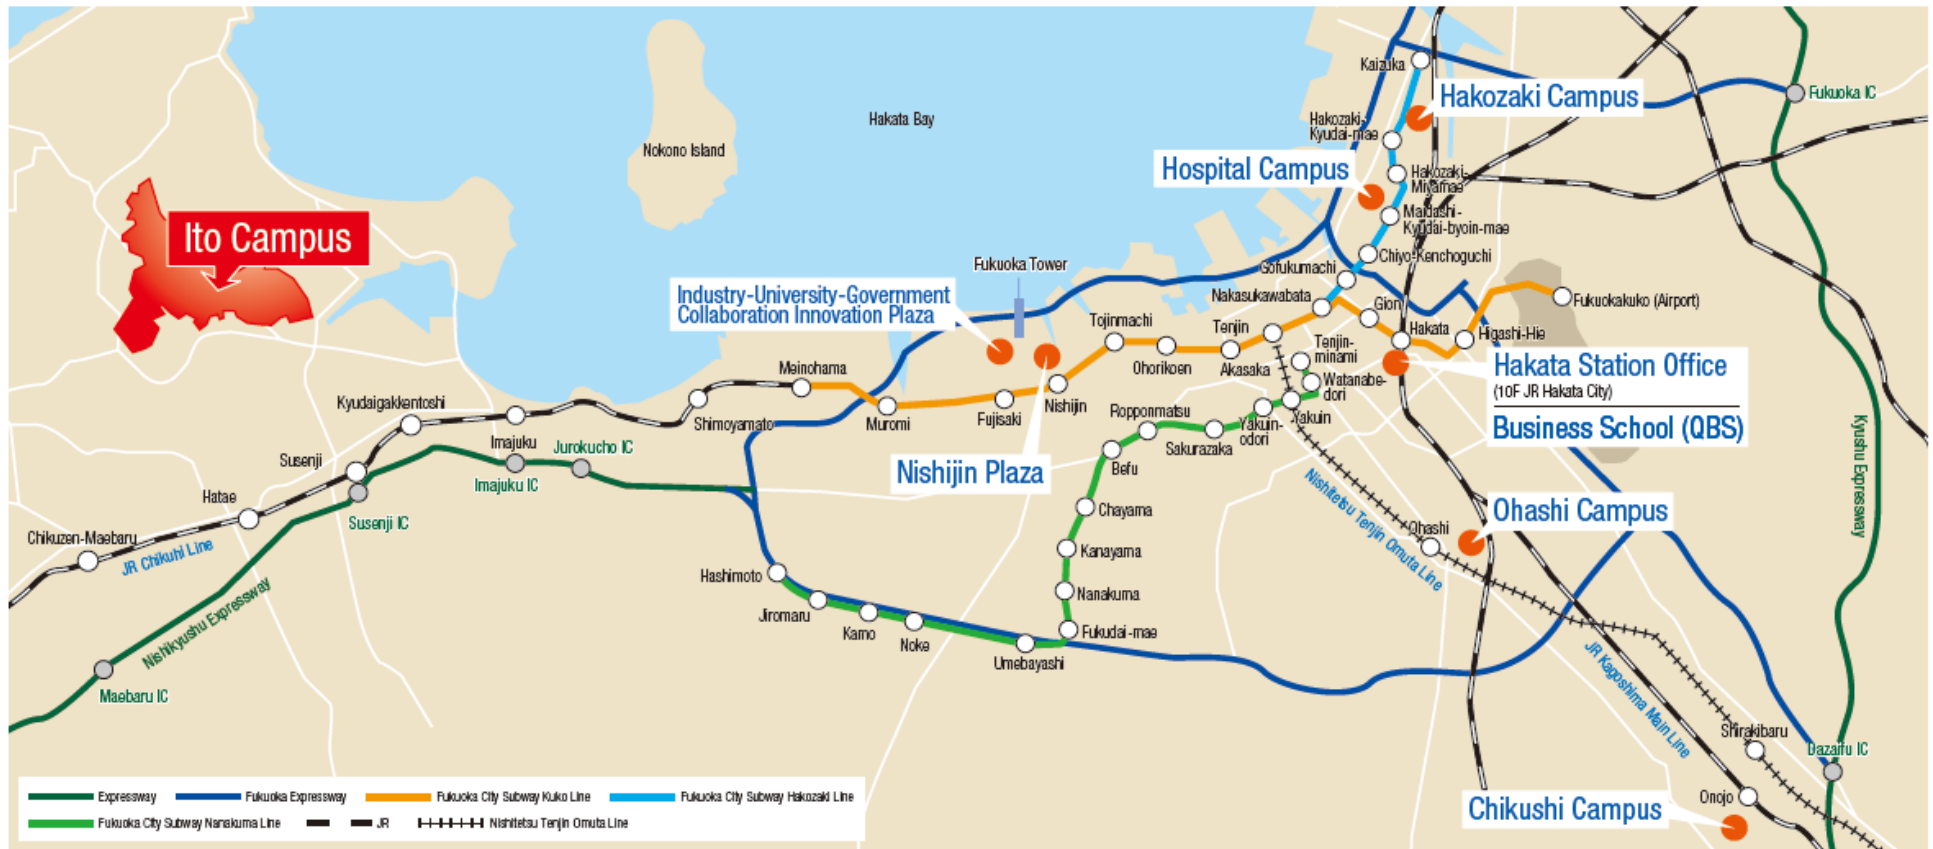 Kaizuka
Fukuoka IC
Hakozaki Campus
Hakata Bay
Hakozaki-
Kyudai-mae
Nokono Island
Hospital Campus
Hakozaki-
Miyamae
Maidashi-
Kyudai-byoin-mae
Ito Campus
Chiyo-Kenchoguchi
Fukuoka Tower
Gofukumachi
Industry-University-Government
Collaboration Innovation Plaza
Nakasukawabata
Gion
Fukuokakuko (Airport)
Tojinmachi
Tenjin
Hakata
Higashi-Hie
Tenjin-
minami
Meinohama
Ohorikoen
Akasaka
Hakata Station Office
(10F JR Hakata City)
Watanabe-
dori
Kyudaigakkentoshi
Shimoyamato
Muromi
Fujisaki
Nishijin
Ropponmatsu
Sakurazaka
Yakuin-
odori
Yakuin
Business School (QBS)
Imajuku
Jurokucho IC
Susenji
Nishijin Plaza
Befu
Imajuku IC
Hatae
Susenji IC
Chayama
Nishitetsu Tenjin Omuta Line
Ohashi Campus
Kyushu Expressway
Chikuzen-Maebaru
JR Chikuhi Line
Ohashi
Kanayama
Hashimoto
Nanakuma
Nishikyushu Expressway
Jiromaru
Kamo
Noke
Fukudai-mae
Umebayashi
Maebaru IC
JR Kagoshima Main Line
Shirakibaru
Dazaifu IC
Onojo
Chikushi Campus
Expressway
Fukuoka Expressway
Fukuoka City Subway Kuko Line
Fukuoka City Subway Hakozaki Line
Fukuoka City Subway Nanakuma Line
JR
Nishitetsu Tenjin Omuta Line